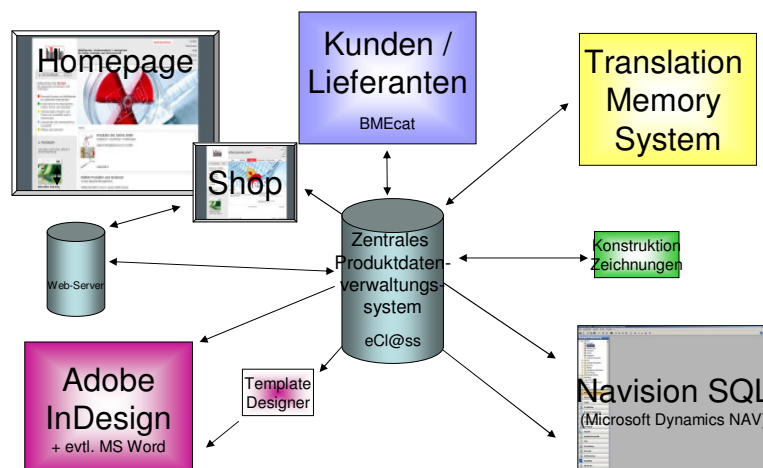 Homepage
Kunden /
Lieferanten
BMEcat
Translation
Memory
System
Shop
Zentrales
Produktdaten-
verwaltungs-
system
eCl@ss
Konstruktion
Zeichnungen
Web-Server
Adobe
InDesign
+ evtl. MS Word
Template
Designer
Navision SQL
(Microsoft Dynamics NAV)